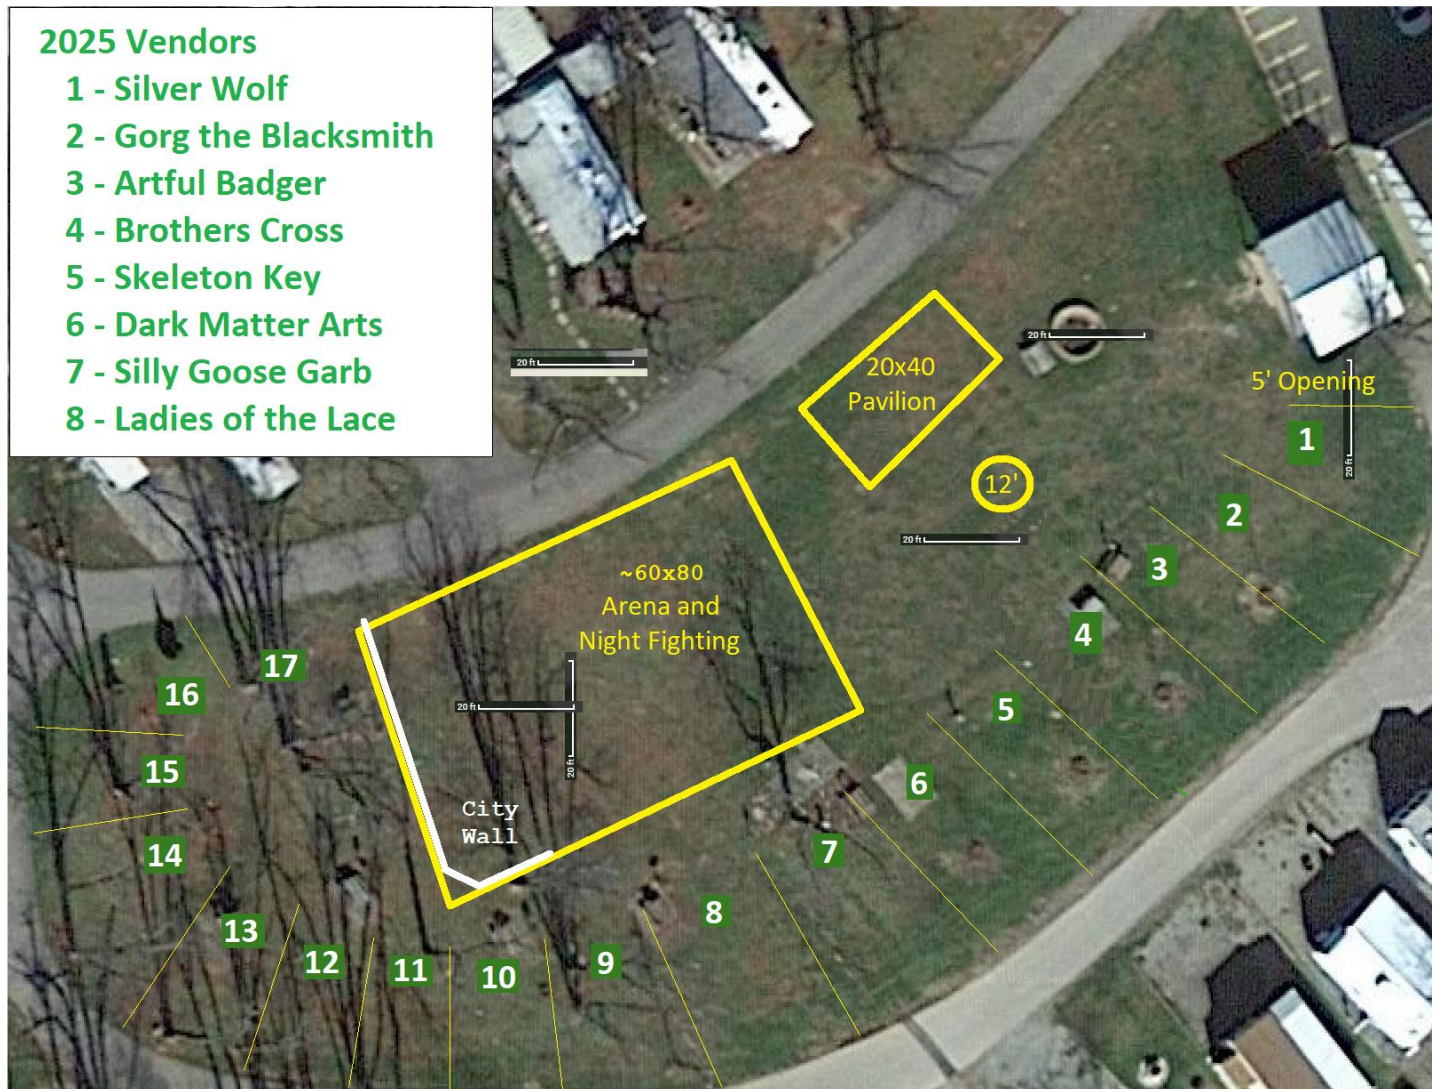 2025 Vendors
1 - Silver Wolf
2 - Gorg the Blacksmith
3 - Artful Badger
4 - Brothers Cross
5 - Skeleton Key
6 - Dark Matter Arts
7 - Silly Goose Garb
8 - Ladies of the Lace
20 ft
20 ft
20x40
Pavilion
5' Opening
1
20 ft
12'
2
20 ft
3
~60x80
Arena and
Night Fighting
4
17
16
20 ft
5
15
20 ft
6
City
Wall
14
7
8
13
12
11
10
9